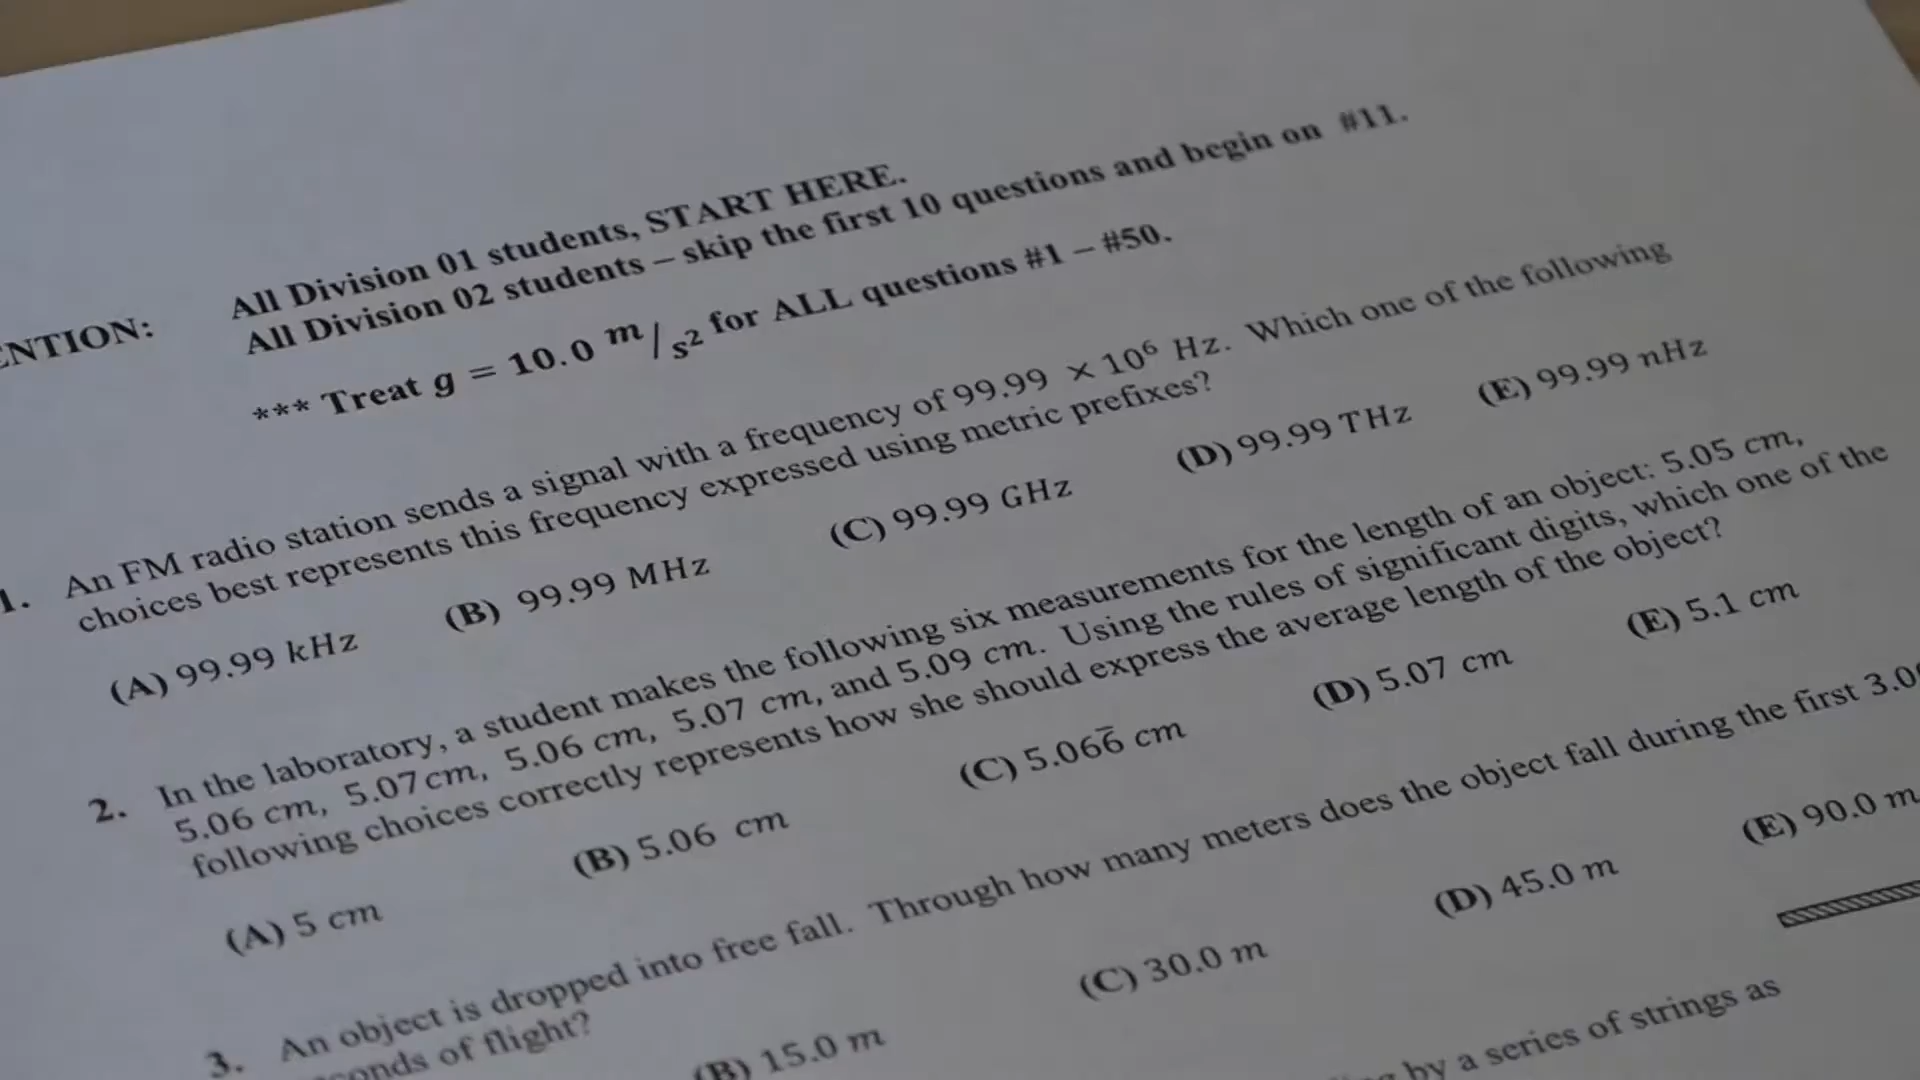 All Division 01 students, START HERE.
ENTION: All Division 02 students – skip the first 10 questions and begin on #11.
*** Treat g = 10.0 m/s² for ALL questions #1 – #50.
1. An FM radio station sends a signal with a frequency of 99.99 × 10⁶ Hz. Which one of the following
choices best represents this frequency expressed using metric prefixes?
(A) 99.99 kHz (B) 99.99 MHz (C) 99.99 GHz (D) 99.99 THz (E) 99.99 nHz
2. In the laboratory, a student makes the following six measurements for the length of an object: 5.05 cm,
5.06 cm, 5.07cm, 5.06 cm, 5.07 cm, and 5.09 cm. Using the rules of significant digits, which one of the
following choices correctly represents how she should express the average length of the object?
(A) 5 cm (B) 5.06 cm (C) 5.066̅ cm (D) 5.07 cm (E) 5.1 cm
3. An object is dropped into free fall. Through how many meters does the object fall during the first 3.0
onds of flight?
(B) 15.0 m (C) 30.0 m (D) 45.0 m (E) 90.0 m
by a series of strings as